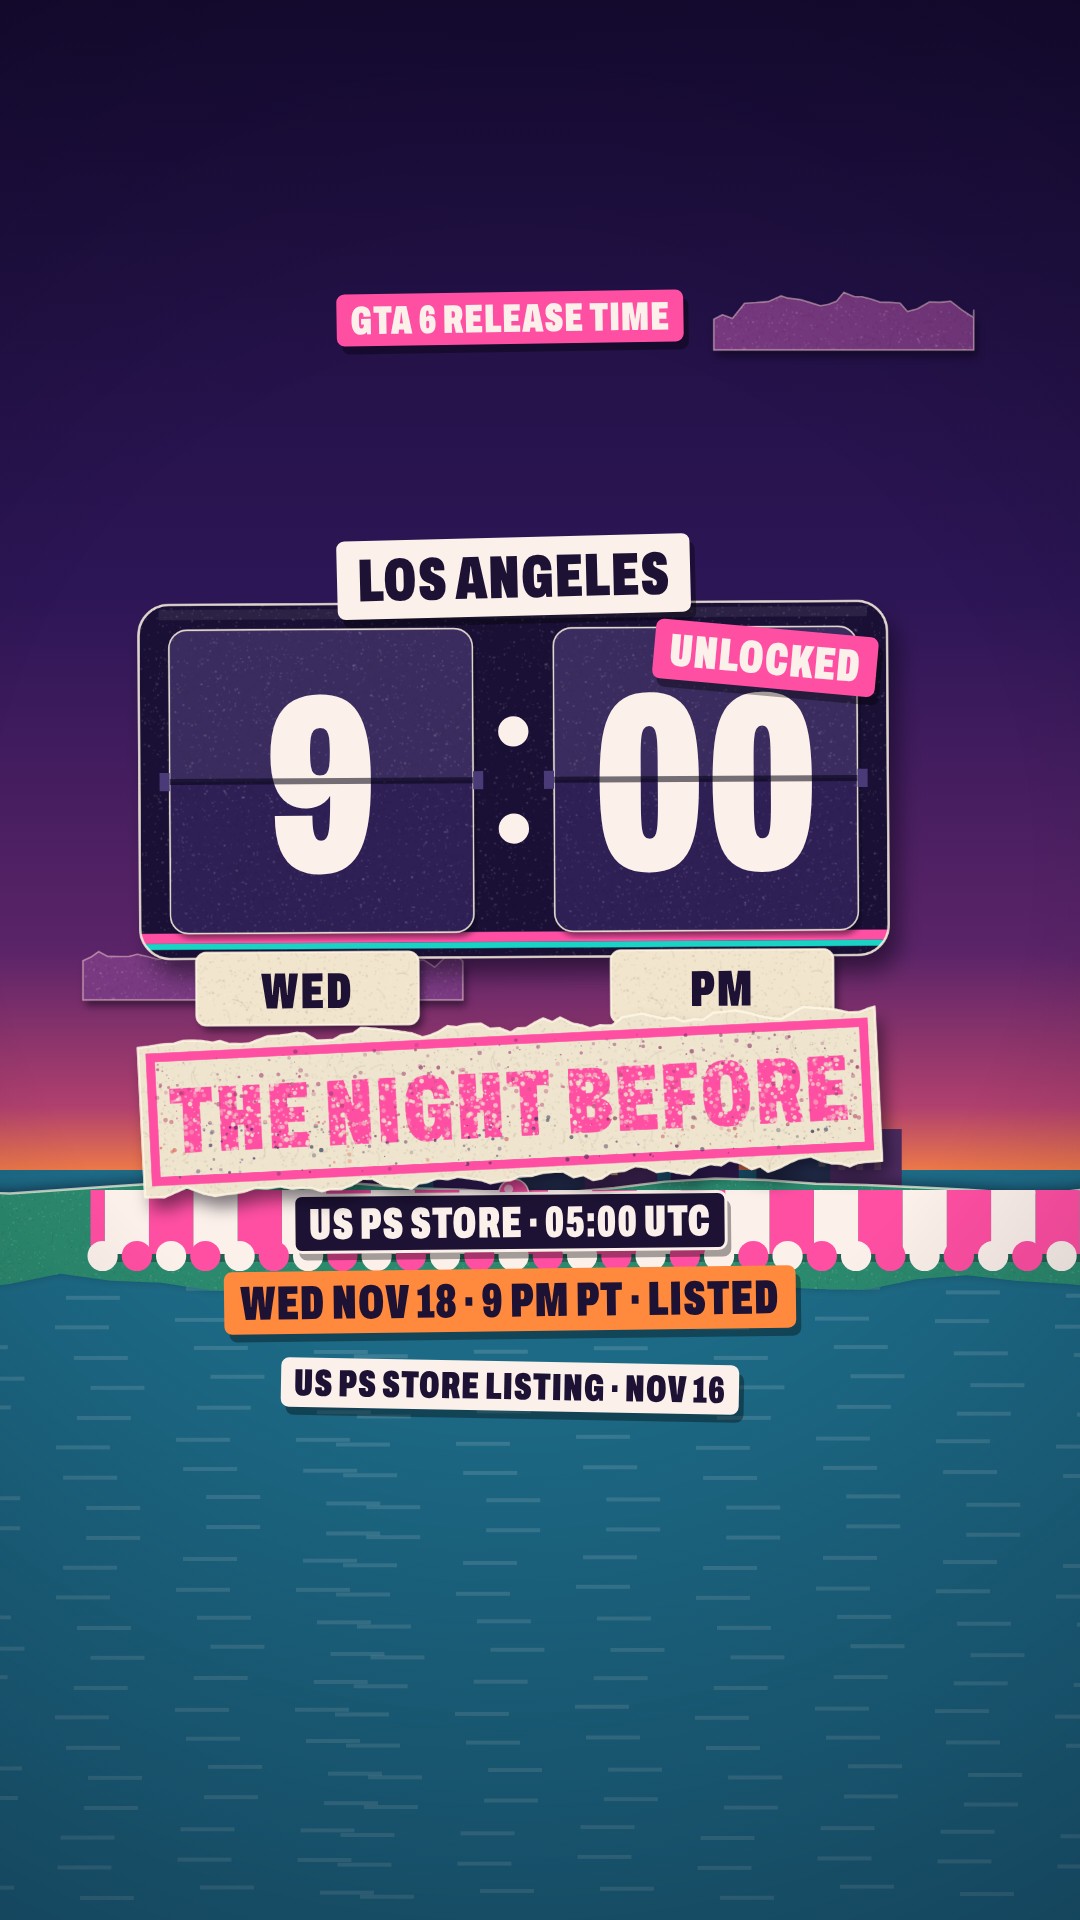 GTA 6 RELEASE TIME
LOS ANGELES
UNLOCKED
9:00
WED
PM
THE NIGHT BEFORE
US PS STORE · 05:00 UTC
WED NOV 18 · 9 PM PT · LISTED
US PS STORE LISTING · NOV 16